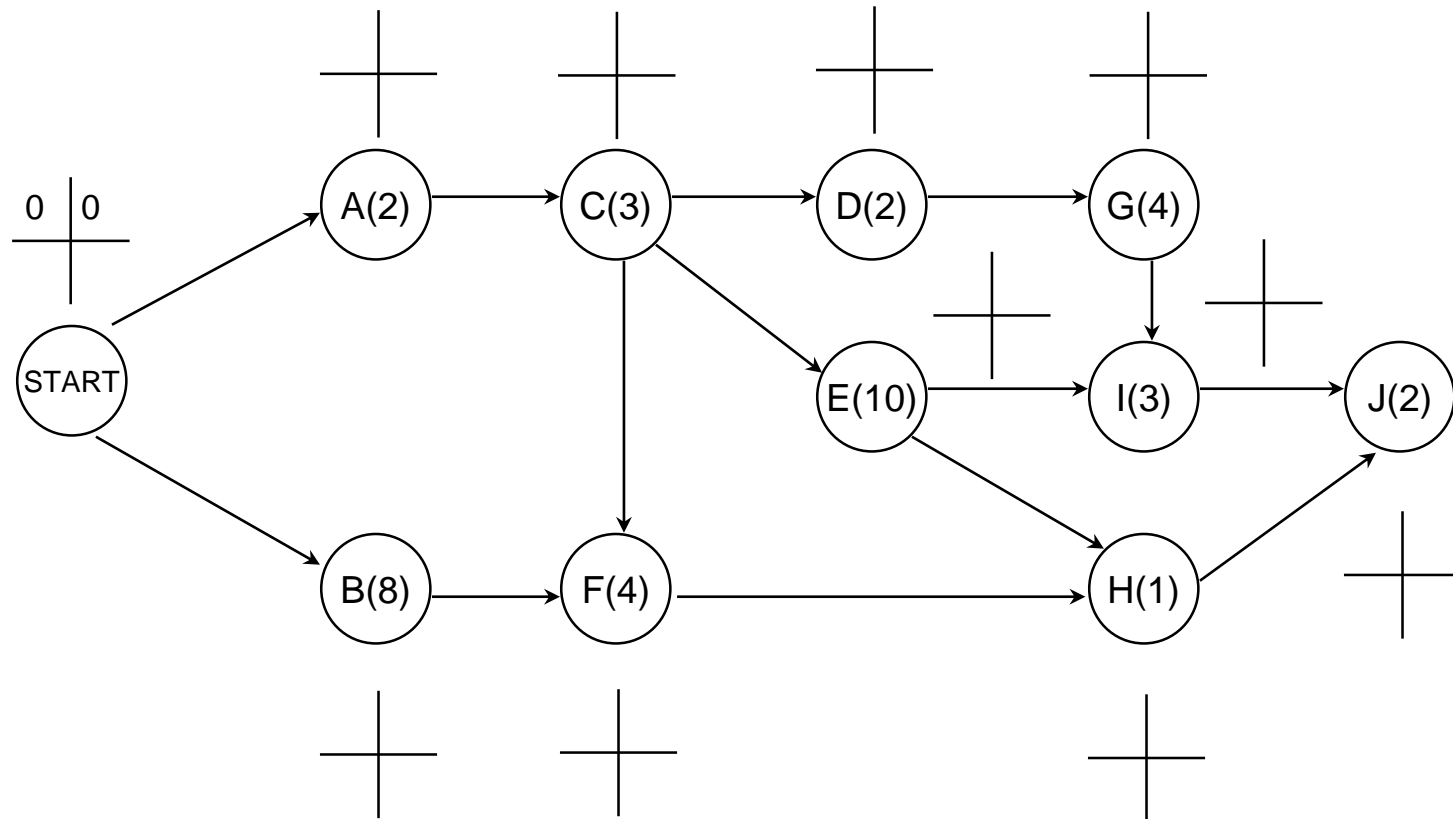 0 0
A(2) C(3) D(2) G(4)
START
E(10) I(3) J(2)
B(8) F(4) H(1)